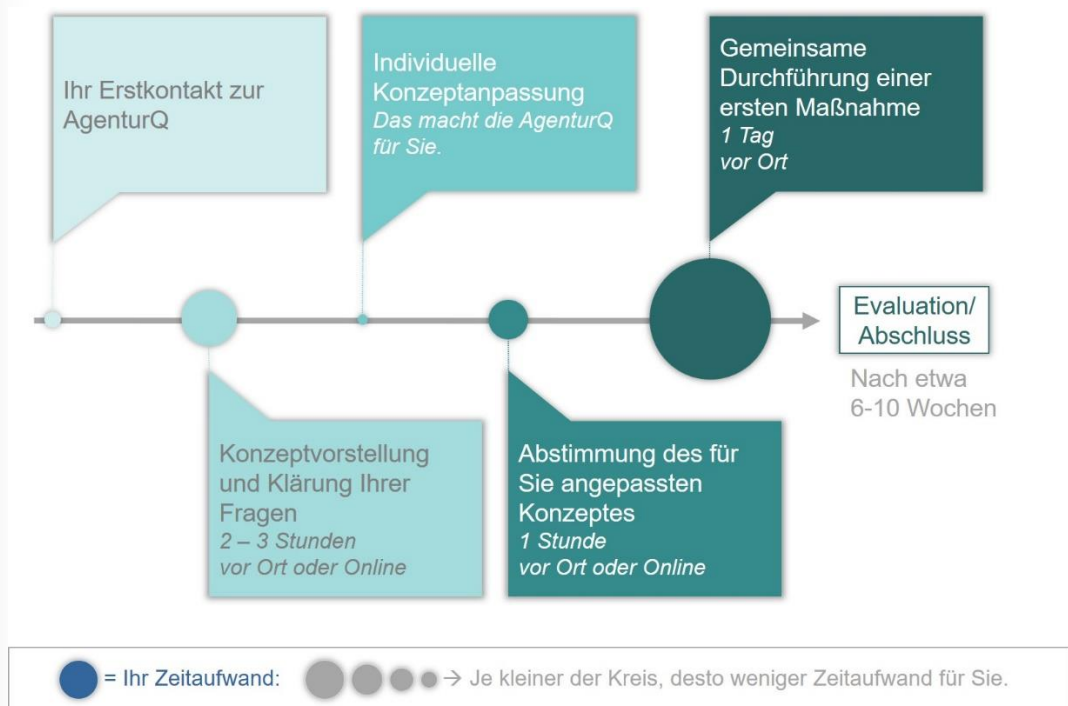 Ihr Erstkontakt zur
AgenturQ
Individuelle
Konzeptanpassung
Das macht die AgenturQ
für Sie.
Gemeinsame
Durchführung einer
ersten Maßnahme
1 Tag
vor Ort
Evaluation/
Abschluss
Nach etwa
6-10 Wochen
Konzeptvorstellung
und Klärung Ihrer
Fragen
2 – 3 Stunden
vor Ort oder Online
Abstimmung des für
Sie angepassten
Konzeptes
1 Stunde
vor Ort oder Online
= Ihr Zeitaufwand: → Je kleiner der Kreis, desto weniger Zeitaufwand für Sie.